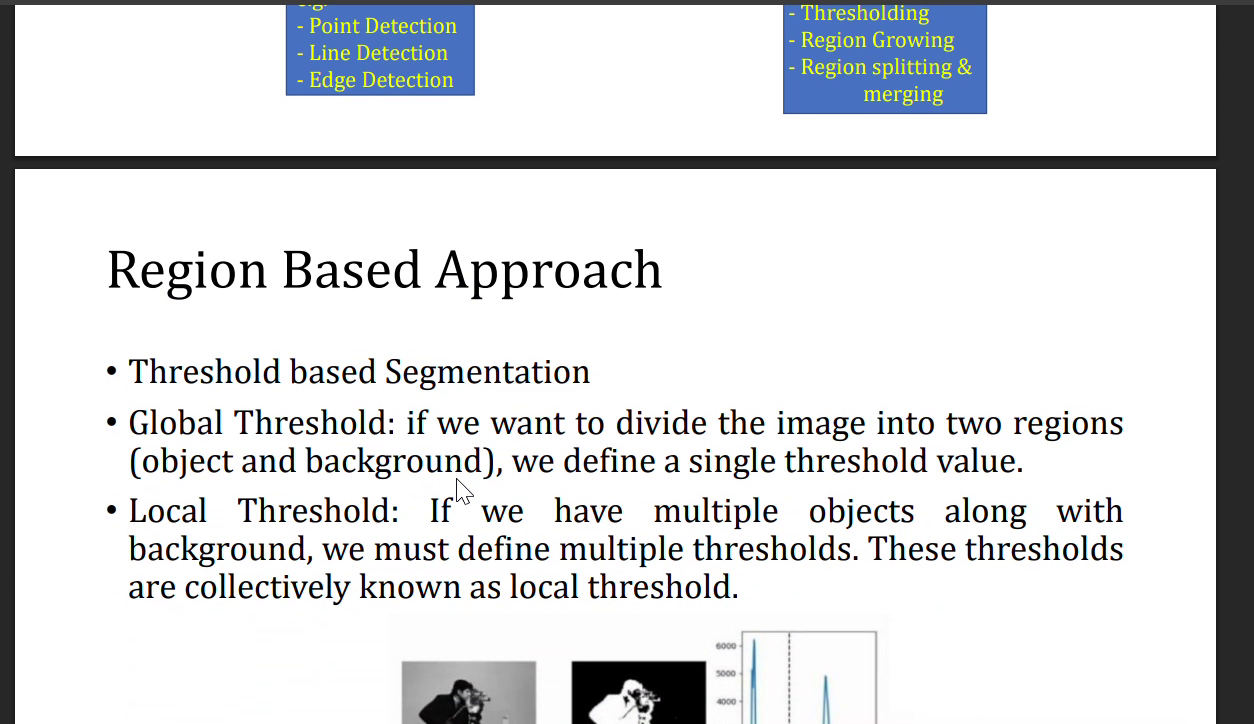 - Point Detection
- Line Detection
- Edge Detection
- Thresholding
- Region Growing
- Region splitting &
merging
Region Based Approach
• Threshold based Segmentation
• Global Threshold: if we want to divide the image into two regions
(object and background), we define a single threshold value.
• Local Threshold: If we have multiple objects along with
background, we must define multiple thresholds. These thresholds
are collectively known as local threshold.
6000
5000
4000